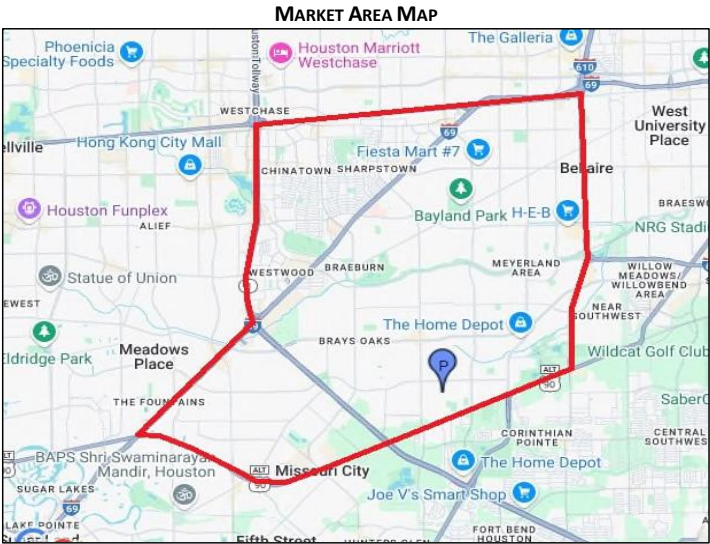 MARKET AREA MAP
Phoenicia
Specialty Foods
ustonTollway
Houston Marriott
Westchase
The Galleria
610
69
WESTCHASE
69
West
University
Place
ellville
Hong Kong City Mall
Fiesta Mart #7
CHINATOWN
SHARPSTOWN
Bellaire
Houston Funplex
Bayland Park
H-E-B
BRAESWO
ALIEF
NRG Stadi
Statue of Union
WESTWOOD
BRAEBURN
MEYERLAND
AREA
WILLOW
MEADOWS/
WILLOWBEND
AREA
EWEST
NEAR
SOUTHWEST
Eldridge Park
The Home Depot
BRAYS OAKS
Meadows
Place
P
Wildcat Golf Club
ALT
90
THE FOUNTAINS
SaberC
CORINTHIAN
POINTE
CENTRAL
SOUTHWES
BAPS Shri Swaminarayan
Mandir, Houston
ALT
90
Missouri City
The Home Depot
SUGAR LAKES
Joe V's Smart Shop
69
LAKE POINTE
Sugar Land
Fifth Street
HUNTERS GLEN
FORT BEND
HOUSTON